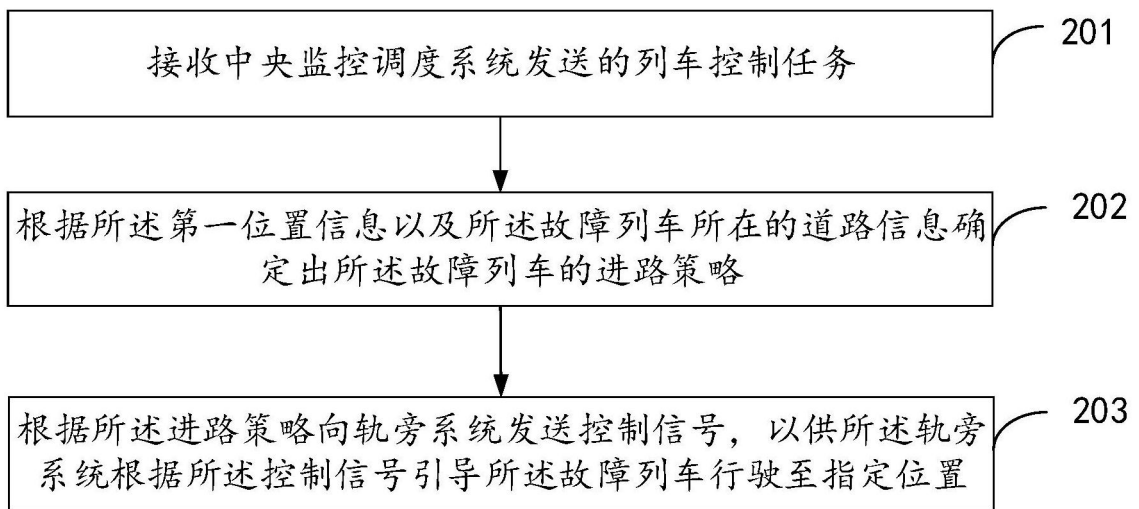 接收中央监控调度系统发送的列车控制任务
201
根据所述第一位置信息以及所述故障列车所在的道路信息确
定出所述故障列车的进路策略
202
根据所述进路策略向轨旁系统发送控制信号，以供所述轨旁
系统根据所述控制信号引导所述故障列车行驶至指定位置
203